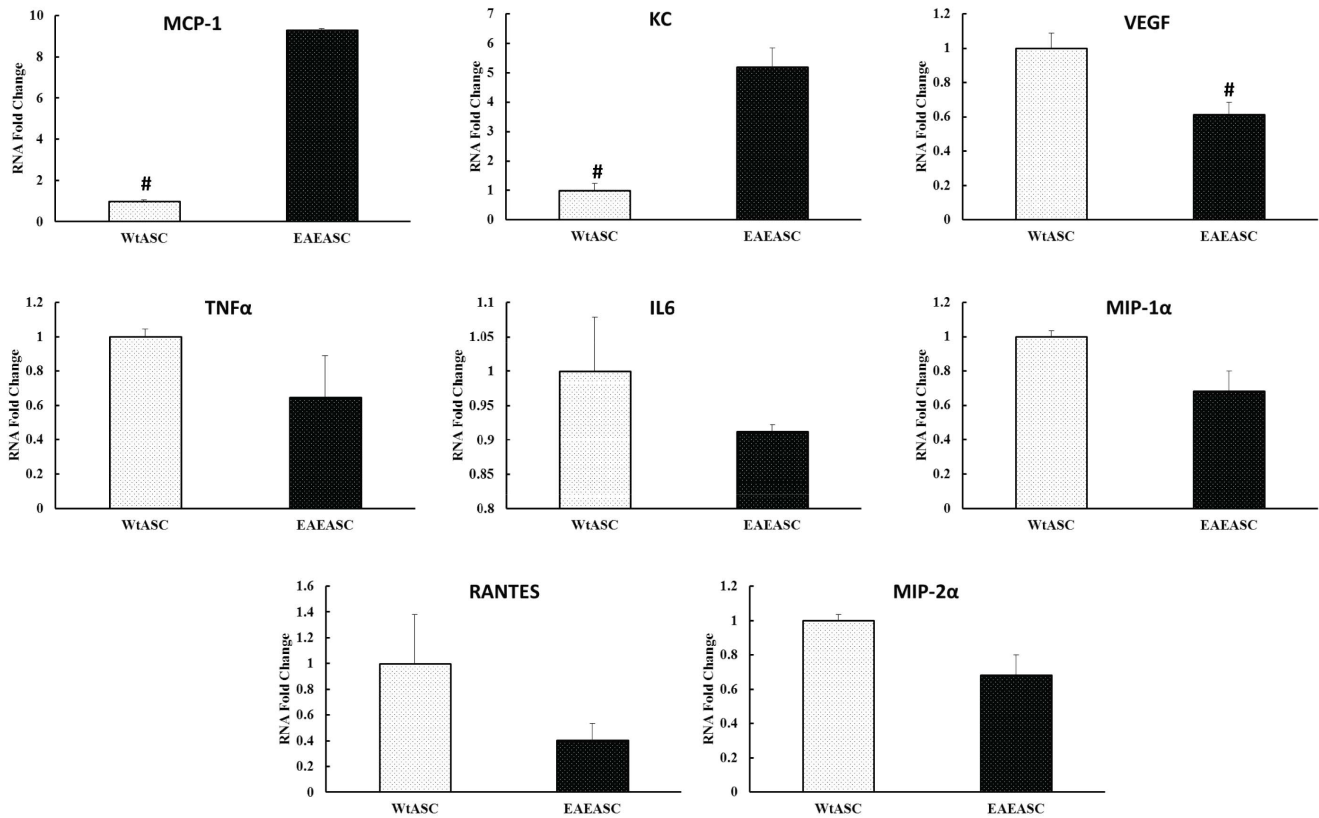 MCP-1
RNA Fold Change
10
8
6
4
2
0
#
WtASC EAEASC
KC
RNA Fold Change
7
6
5
4
3
2
1
0
#
WtASC EAEASC
VEGF
RNA Fold Change
1.2
1
0.8
0.6
0.4
0.2
0
#
WtASC EAEASC
TNFα
RNA Fold Change
1.2
1
0.8
0.6
0.4
0.2
0
WtASC EAEASC
IL6
RNA Fold Change
1.1
1.05
1
0.95
0.9
0.85
0.8
WtASC EAEASC
MIP-1α
RNA Fold Change
1.2
1
0.8
0.6
0.4
0.2
0
WtASC EAEASC
RANTES
RNA Fold Change
1.6
1.4
1.2
1
0.8
0.6
0.4
0.2
0
WtASC EAEASC
MIP-2α
RNA Fold Change
1.2
1
0.8
0.6
0.4
0.2
0
WtASC EAEASC